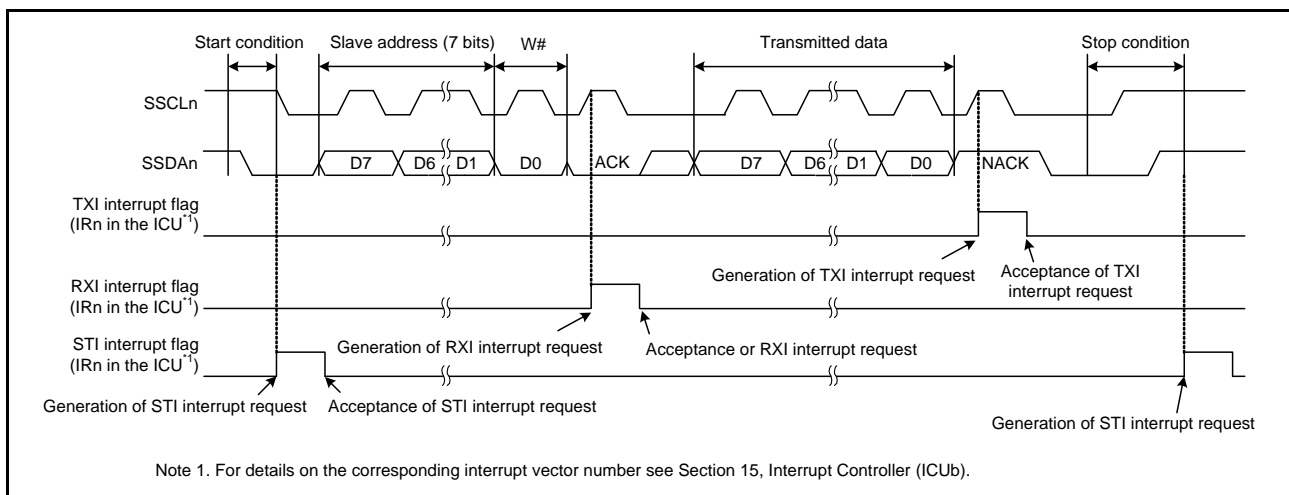 Start condition
Slave address (7 bits)
W#
Transmitted data
Stop condition
SSCLn
SSDAn
D7
D6
D1
D0
ACK
D7
D6
D1
D0
NACK
TXI interrupt flag
(IRn in the ICU*1)
Generation of TXI interrupt request
Acceptance of TXI
interrupt request
RXI interrupt flag
(IRn in the ICU*1)
Generation of RXI interrupt request
Acceptance or RXI interrupt request
STI interrupt flag
(IRn in the ICU*1)
Generation of STI interrupt request
Acceptance of STI interrupt request
Generation of STI interrupt request
Note 1. For details on the corresponding interrupt vector number see Section 15, Interrupt Controller (ICUb).